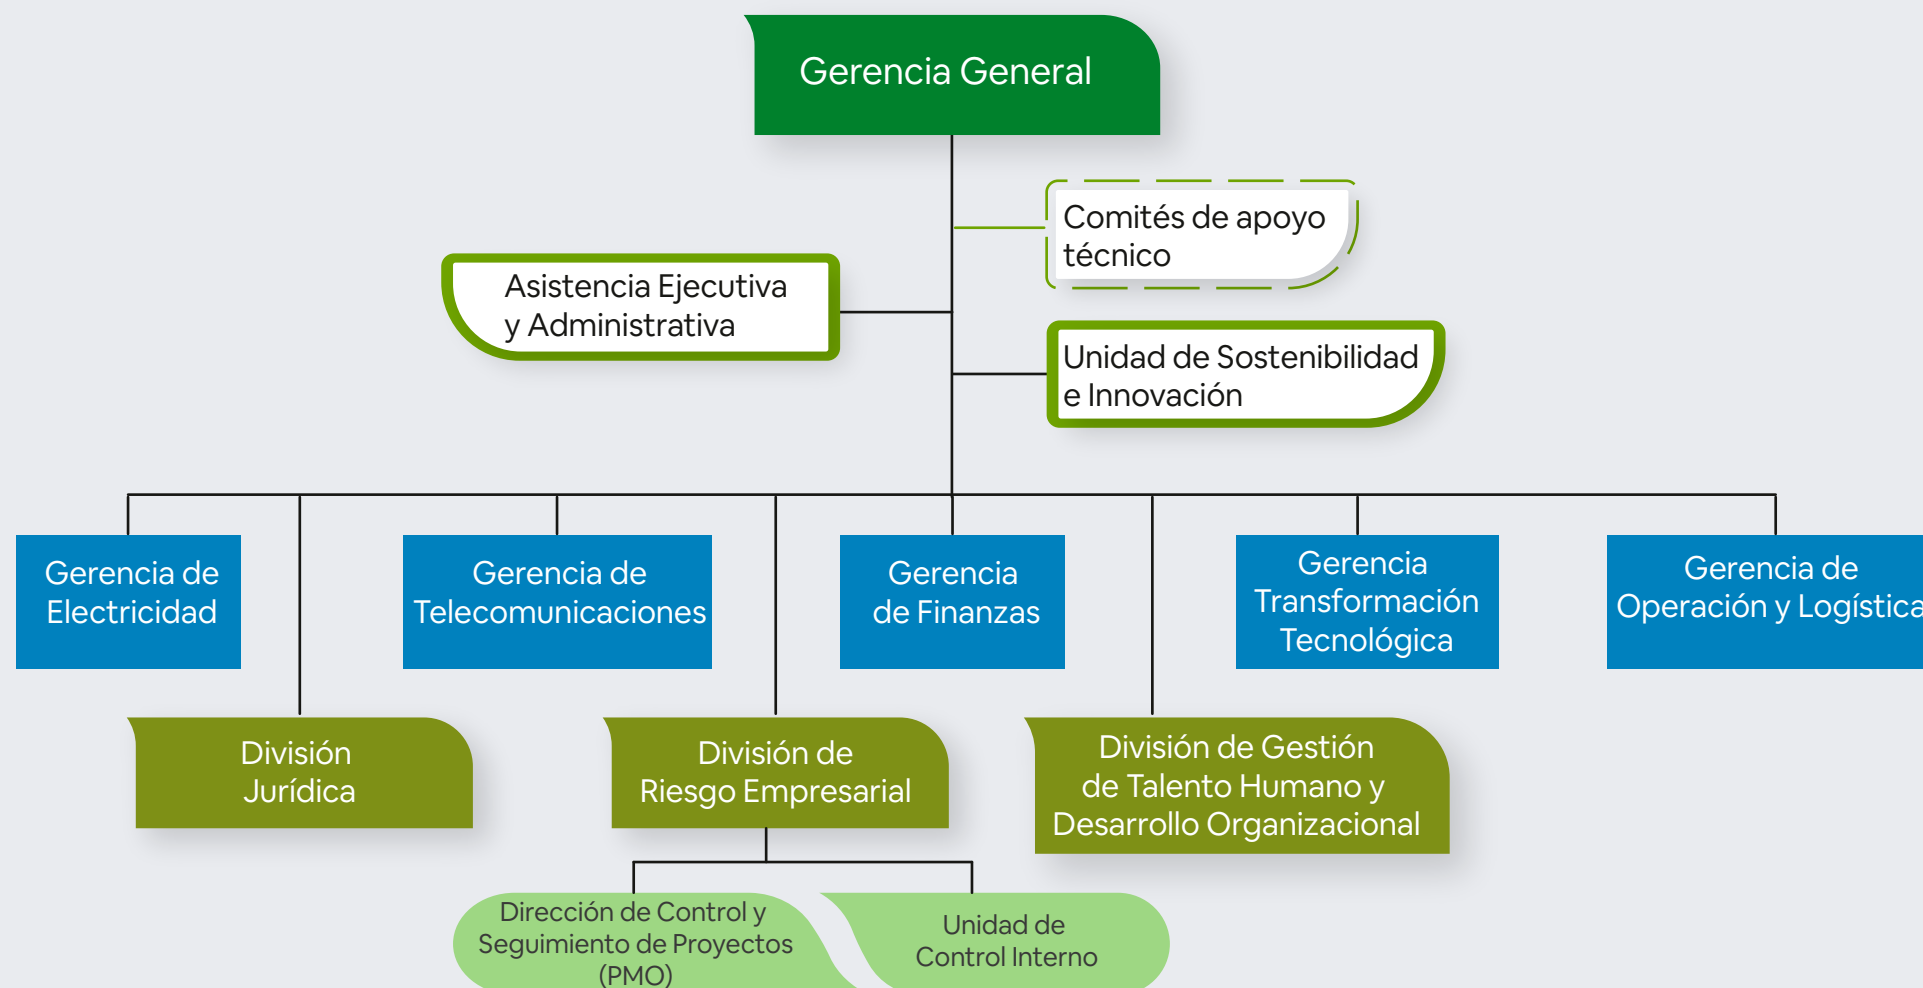 Gerencia General
Comités de apoyo
técnico
Asistencia Ejecutiva
y Administrativa
Unidad de Sostenibilidad
e Innovación
Gerencia de
Electricidad
Gerencia de
Telecomunicaciones
Gerencia
de Finanzas
Gerencia
Transformación
Tecnológica
Gerencia de
Operación y Logística
División
Jurídica
División de
Riesgo Empresarial
División de Gestión
de Talento Humano y
Desarrollo Organizacional
Dirección de Control y
Seguimiento de Proyectos
(PMO)
Unidad de
Control Interno